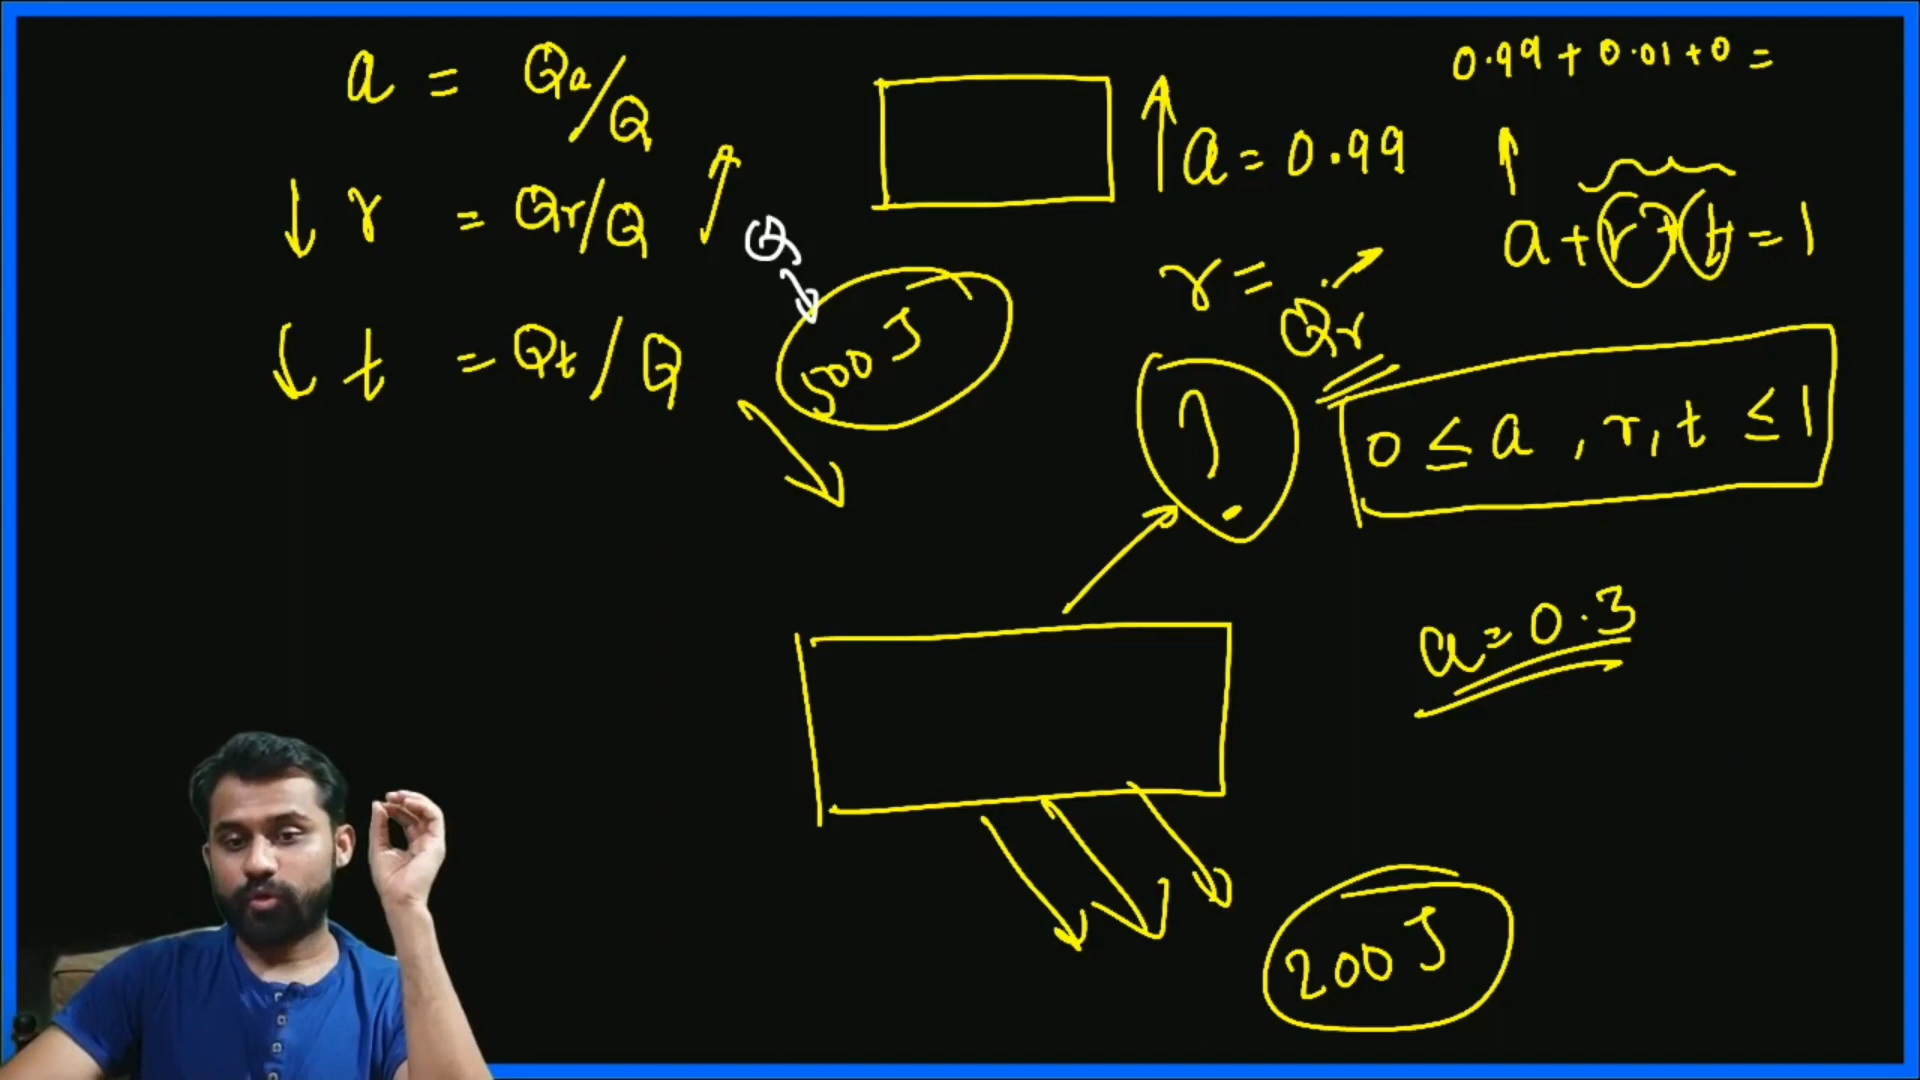 a = Qa/Q
r = Qr/Q
t = Qt/Q
Q
500 J
a = 0.99
0.99 + 0.01 + 0 =
a + r + t = 1
r =
Qr
?
0 ≤ a , r, t ≤ 1
a = 0.3
200 J